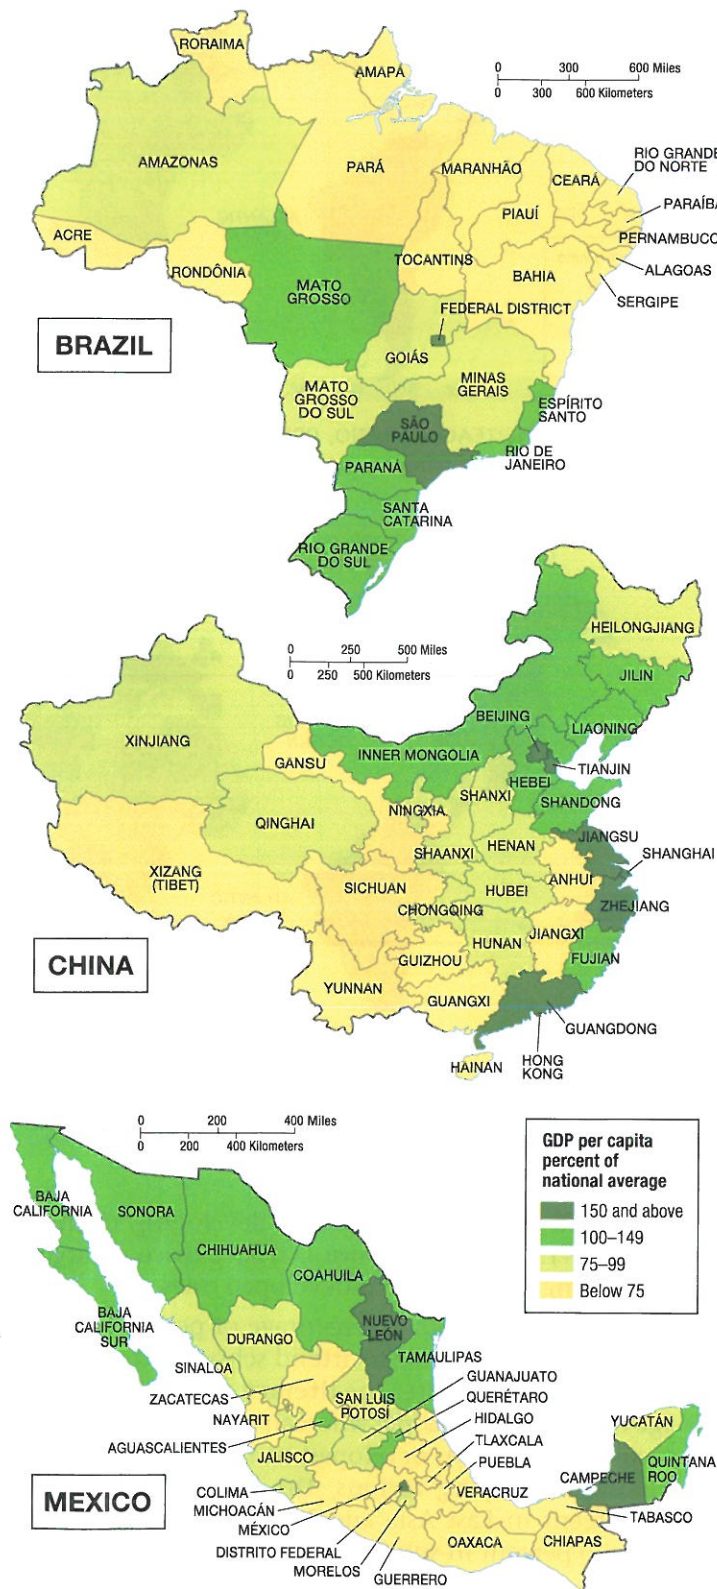 RORAIMA
AMAPÁ
0 300 600 Miles
0 300 600 Kilometers
AMAZONAS
PARÁ
MARANHÃO
CEARÁ
RIO GRANDE
DO NORTE
PARAÍBA
PIAUÍ
PERNAMBUCO
ACRE
RONDÔNIA
TOCANTINS
BAHIA
ALAGOAS
SERGIPE
MATO
GROSSO
FEDERAL DISTRICT
BRAZIL
GOIÁS
MINAS
GERAIS
MATO
GROSSO
DO SUL
ESPÍRITO
SANTO
SÃO
PAULO
RIO DE
JANEIRO
PARANÁ
SANTA
CATARINA
RIO GRANDE
DO SUL
0 250 500 Miles
0 250 500 Kilometers
HEILONGJIANG
JILIN
BEIJING
LIAONING
XINJIANG
GANSU
INNER MONGOLIA
TIANJIN
HEBEI
SHANXI
SHANDONG
NINGXIA
QINGHAI
JIANGSU
SHAANXI
HENAN
SHANGHAI
XIZANG
(TIBET)
SICHUAN
HUBEI
ANHUI
ZHEJIANG
CHONGQING
HUNAN
JIANGXI
CHINA
FUJIAN
GUIZHOU
YUNNAN
GUANGXI
GUANGDONG
HAINAN
HONG
KONG
0 200 400 Miles
0 200 400 Kilometers
GDP per capita
percent of
national average
150 and above
100–149
75–99
Below 75
BAJA
CALIFORNIA
SONORA
CHIHUAHUA
COAHUILA
BAJA
CALIFORNIA
SUR
NUEVO
LEÓN
DURANGO
TAMAULIPAS
SINALOA
GUANAJUATO
ZACATECAS
SAN LUIS
POTOSÍ
QUERÉTARO
NAYARIT
HIDALGO
YUCATÁN
AGUASCALIENTES
TLAXCALA
JALISCO
PUEBLA
CAMPECHE
QUINTANA
ROO
COLIMA
VERACRUZ
MEXICO
MICHOACÁN
TABASCO
MÉXICO
DISTRITO FEDERAL
OAXACA
CHIAPAS
MORELOS
GUERRERO